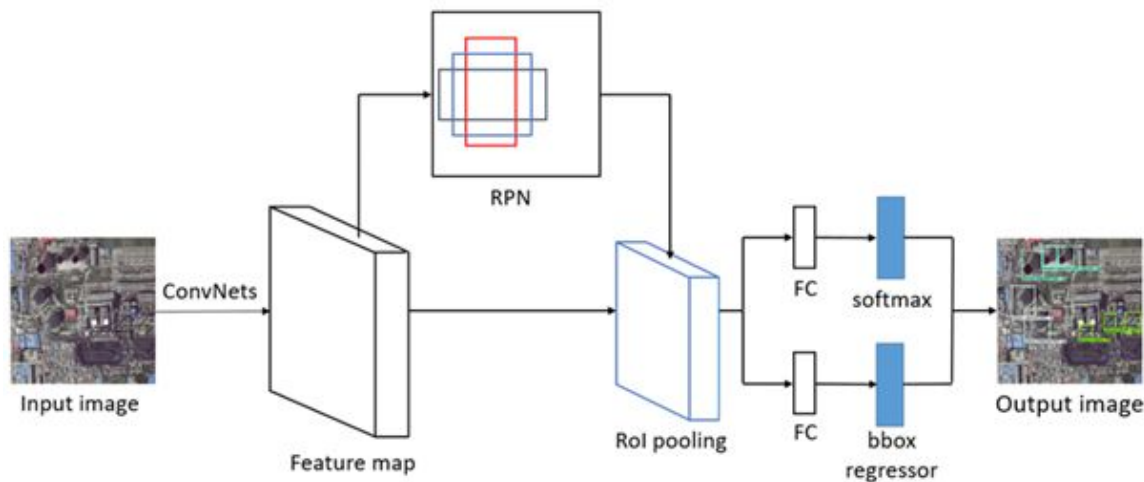 RPN
ConvNets
Input image
Feature map
RoI pooling
FC
softmax
FC
bbox
regressor
Output image